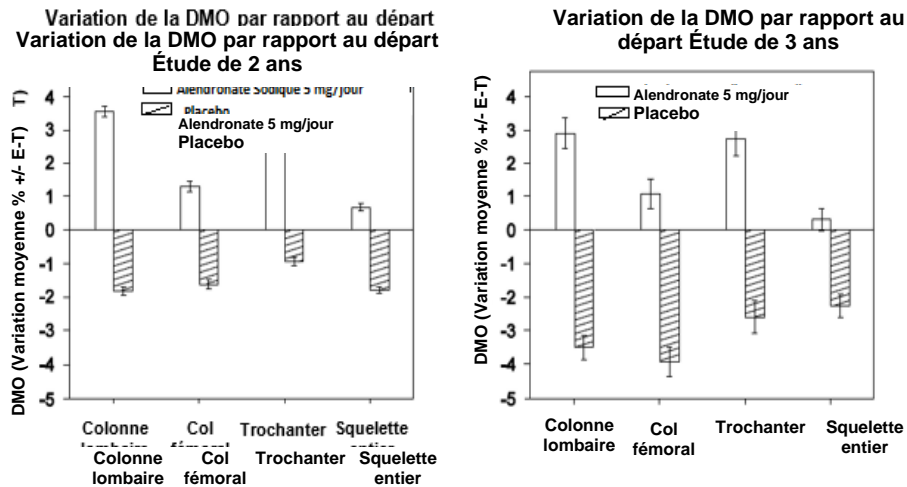 Variation de la DMO par rapport au départ
Variation de la DMO par rapport au départ
Étude de 2 ans
Alendronate Sodique 5 mg/jour
Placebo
Alendronate 5 mg/jour
Placebo
DMO (Variation moyenne % +/- E-T)
T)
4
3
2
1
0
-1
-2
-3
-4
-5
Colonne lombaire
Col fémoral
Trochanter
Squelette entier
Colonne lombaire
Col fémoral
Trochanter
Squelette entier
Variation de la DMO par rapport au
départ Étude de 3 ans
Alendronate 5 mg/jour
Placebo
DMO (Variation moyenne % +/- E-T)
4
3
2
1
0
-1
-2
-3
-4
-5
Colonne lombaire
Col fémoral
Trochanter
Squelette entier